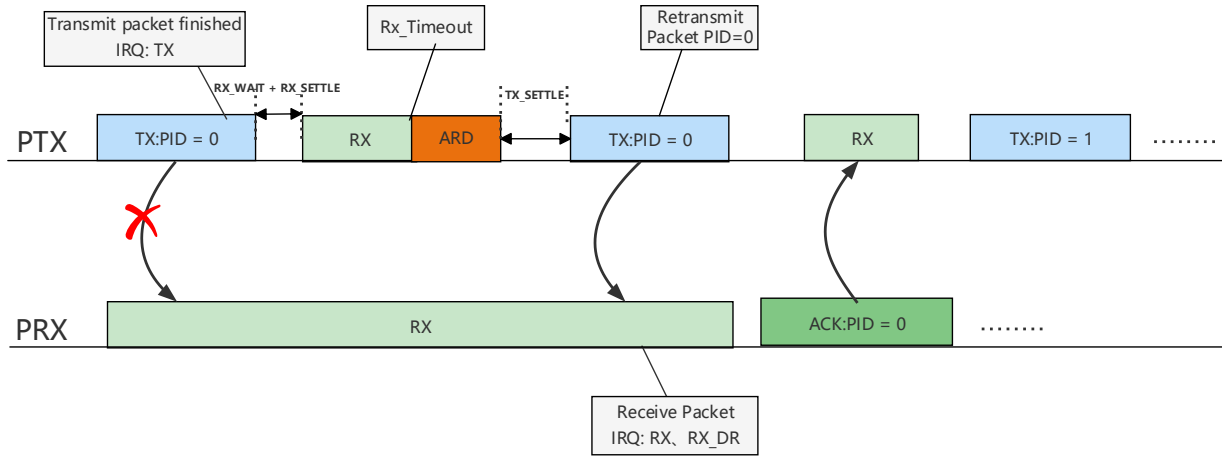 Transmit packet finished
IRQ: TX
Rx_Timeout
Retransmit
Packet PID=0
RX_WAIT + RX_SETTLE
TX_SETTLE
PTX
TX:PID = 0
RX
ARD
TX:PID = 0
RX
TX:PID = 1
........
PRX
RX
ACK:PID = 0
........
Receive Packet
IRQ: RX、RX_DR